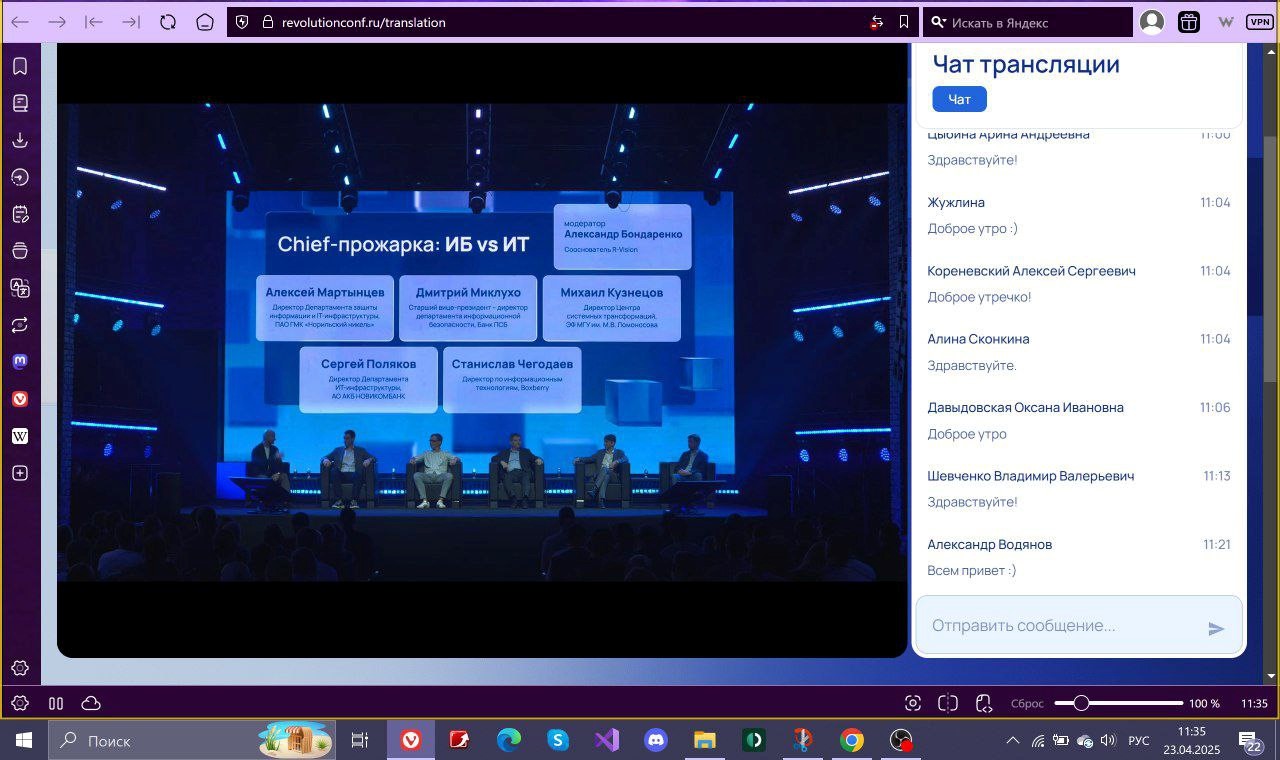 revolutionconf.ru/translation
Искать в Яндекс
VPN
Чат трансляции
Чат
Цыбина Арина Андреевна 11:00
Здравствуйте!
Жужлина 11:04
Доброе утро :)
Кореневский Алексей Сергеевич 11:04
Доброе утречко!
Алина Сконкина 11:04
Здравствуйте.
Давыдовская Оксана Ивановна 11:06
Доброе утро
Шевченко Владимир Валерьевич 11:13
Здравствуйте!
Александр Водянов 11:21
Всем привет :)
Отправить сообщение...
Chief-прожарка: ИБ vs ИТ
модератор
Александр Бондаренко
Сооснователь R-Vision
Алексей Мартынцев
Директор Департамента защиты
информации и IT-инфраструктуры,
ПАО ГМК «Норильский никель»
Дмитрий Миклухо
Старший вице-президент – директор
департамента информационной
безопасности, Банк ПСБ
Михаил Кузнецов
Директор Центра
системных трансформаций,
ЭФ МГУ им. М.В. Ломоносова
Сергей Поляков
Директор Департамента
ИТ-инфраструктуры,
АО АКБ НОВИКОМБАНК
Станислав Чегодаев
Директор по информационным
технологиям, Boxberry
Сброс 100 % 11:35
Поиск
РУС
11:35
23.04.2025
22